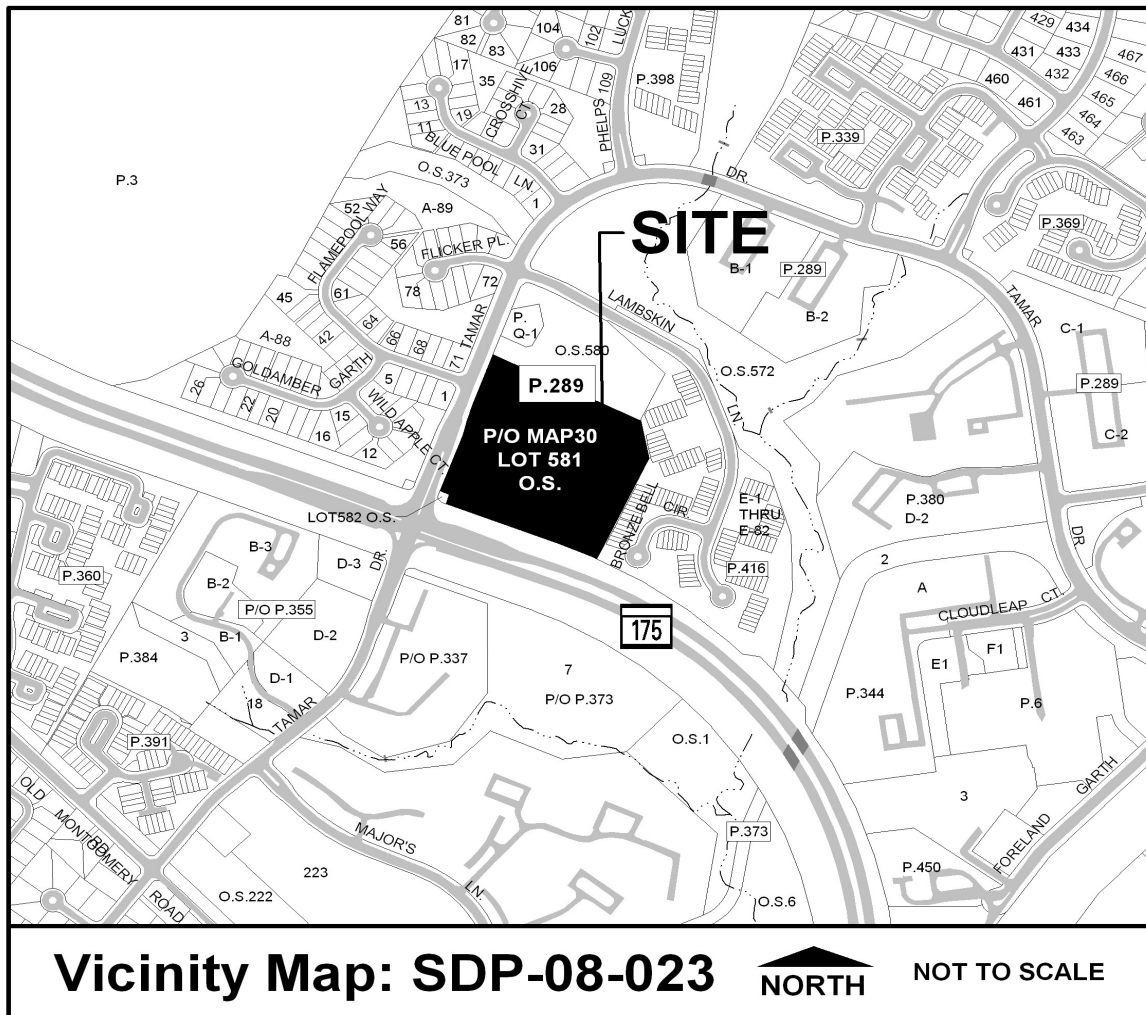 81
82
83
104
102
LUCK
106
17
35
13
11
19
CROSSHIVE
CT.
28
31
PHELPS 109
P.398
429
434
431
433
432
467
466
465
464
463
460
461
P.339
P.369
P.3
BLUE POOL
LN.
1
O.S.373
A-89
52
56
FLAMEPOOL WAY
FLICKER PL.
78
72
45
61
64
42
66
68
71
A-88
GARTH
GOLDAMBER
26
22
20
15
16
12
5
1
WILD APPLE CT.
TAMAR
DR.
SITE
B-1
P.289
B-2
LAMBSKIN
LN.
P.
Q-1
O.S.580
O.S.572
P.289
P/O MAP30
LOT 581
O.S.
LOT582 O.S.
BRONZE BELL
CIR.
E-1
THRU
E-82
P.416
TAMAR
C-1
P.289
C-2
P.380
D-2
DR.
2
A
CLOUDLEAP CT.
E1
F1
P.344
P.6
3
FORELAND GARTH
P.450
175
P.360
B-3
D-3
DR.
B-2
P/O P.355
B-1
D-2
3
P.384
D-1
18
TAMAR
P/O P.337
7
P/O P.373
O.S.1
P.373
O.S.6
P.391
OLD
MONTGOMERY
RD.
ROAD
MAJOR'S
LN.
223
O.S.222
Vicinity Map: SDP-08-023
NORTH
NOT TO SCALE